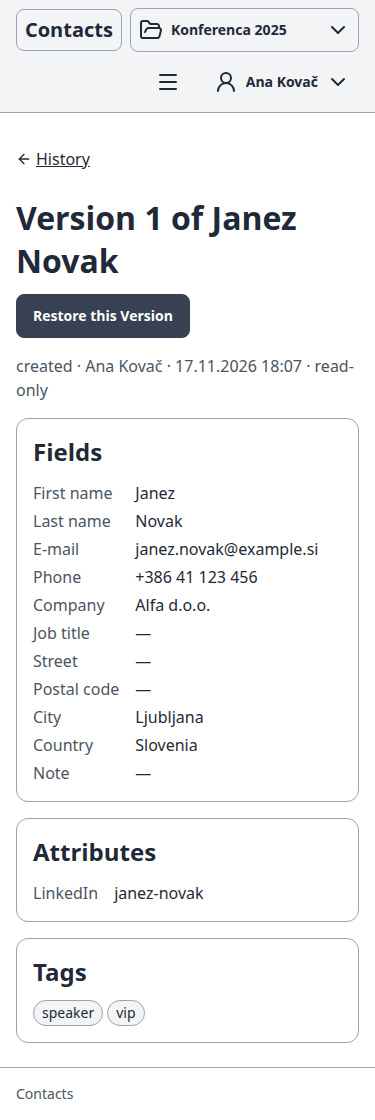 Contacts
Konferenca 2025
Ana Kovač
← History
Version 1 of Janez
Novak
Restore this Version
created · Ana Kovač · 17.11.2026 18:07 · read-
only
Fields
First name Janez
Last name Novak
E-mail janez.novak@example.si
Phone +386 41 123 456
Company Alfa d.o.o.
Job title —
Street —
Postal code —
City Ljubljana
Country Slovenia
Note —
Attributes
LinkedIn janez-novak
Tags
speaker vip
Contacts